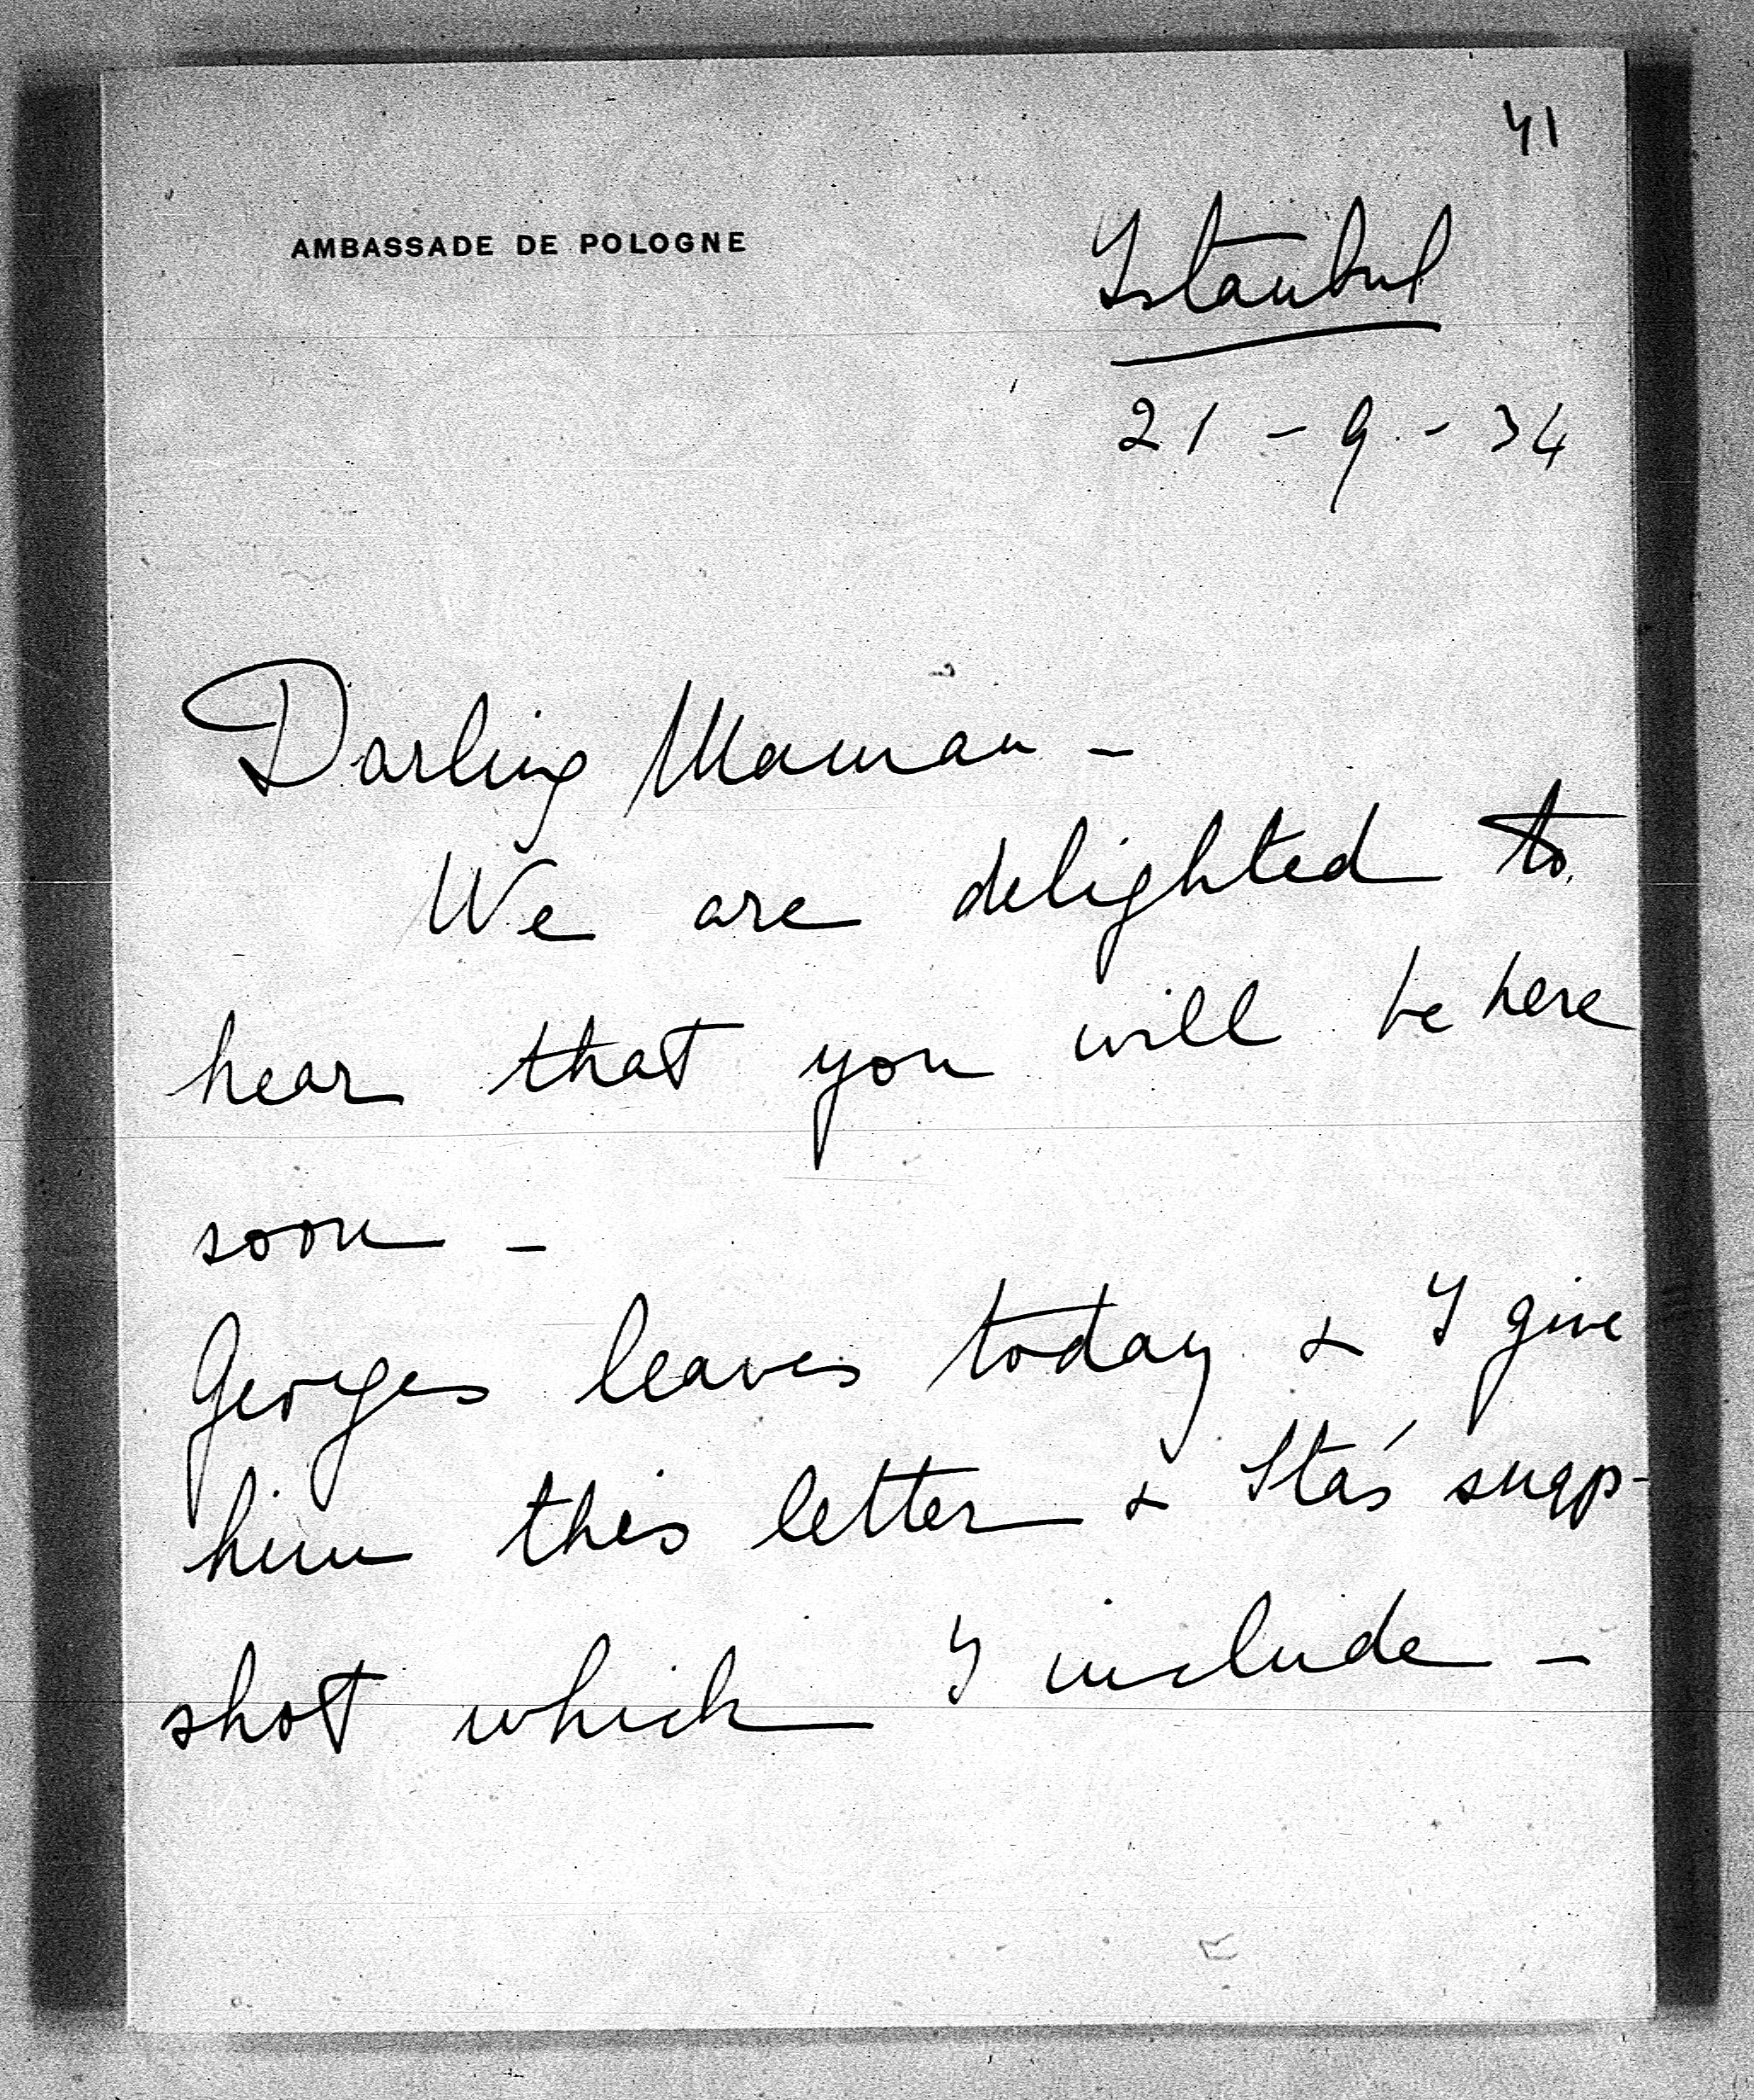 41
AMBASSADE DE POLOGNE
Istanbul
21 - 9 - 34
Darling Maman -
We are delighted to
hear that you will be here
soon -
Georges leaves today & I give
him this letter & Sta's snap-
shot which I include -